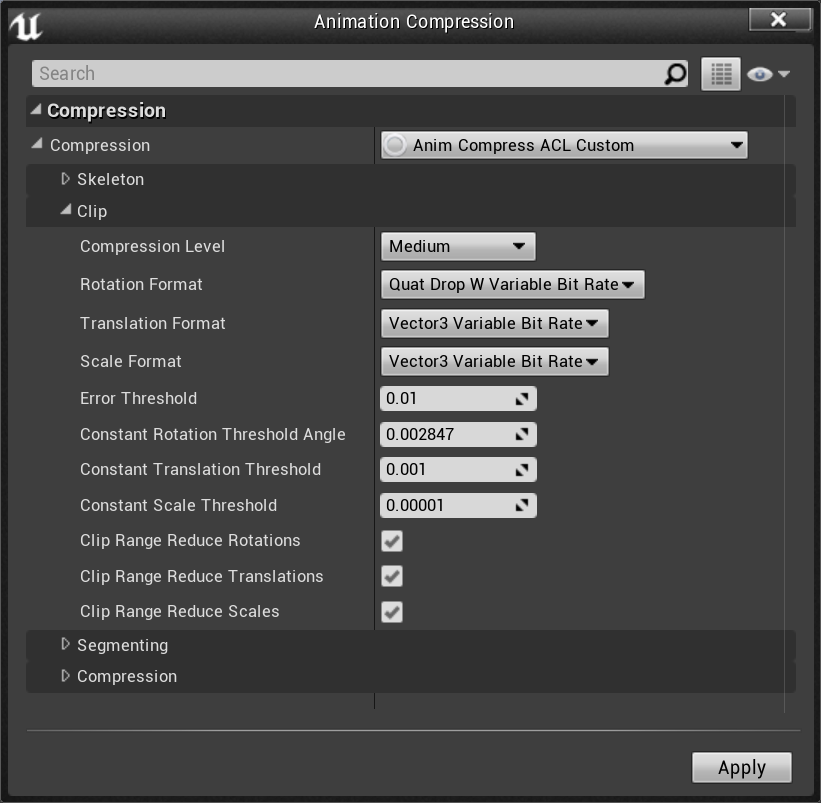 Animation Compression
Search
Compression
Compression Anim Compress ACL Custom
Skeleton
Clip
Compression Level Medium
Rotation Format Quat Drop W Variable Bit Rate
Translation Format Vector3 Variable Bit Rate
Scale Format Vector3 Variable Bit Rate
Error Threshold 0.01
Constant Rotation Threshold Angle 0.002847
Constant Translation Threshold 0.001
Constant Scale Threshold 0.00001
Clip Range Reduce Rotations
Clip Range Reduce Translations
Clip Range Reduce Scales
Segmenting
Compression
Apply